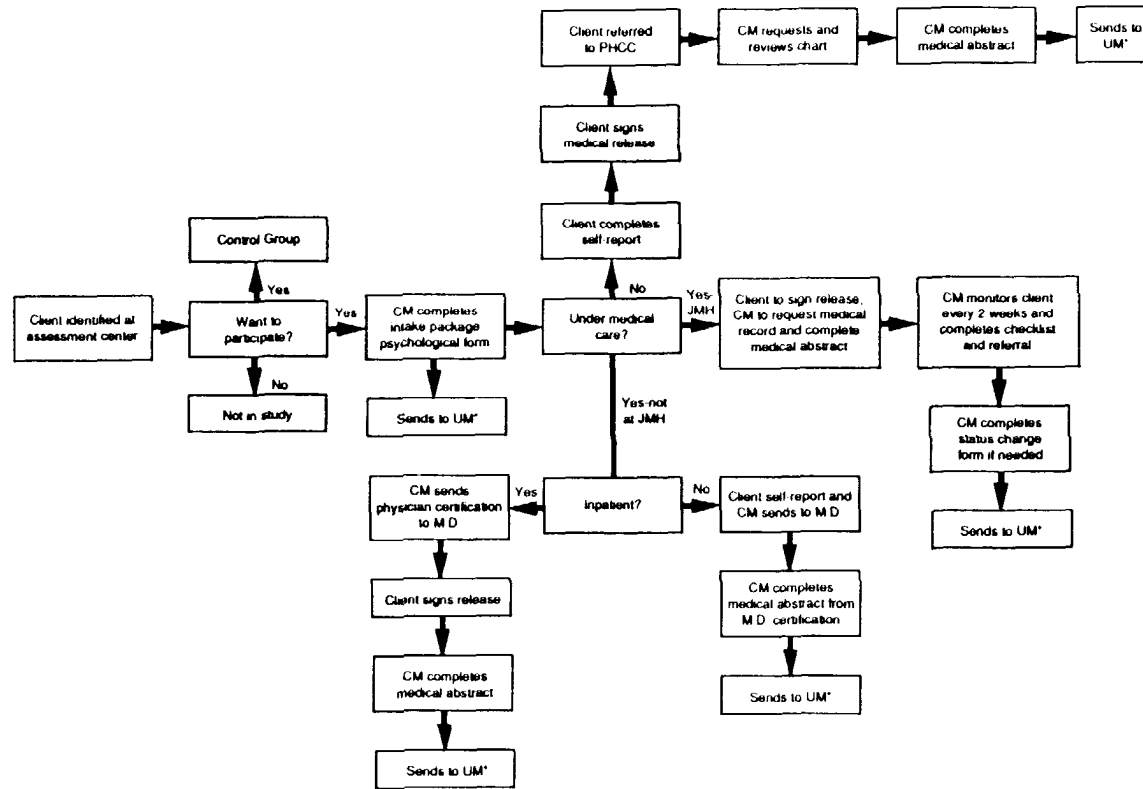 Client referred
to PHCC
CM requests and
reviews chart
CM completes
medical abstract
Sends to
UM*
Client signs
medical release
Client completes
self-report
Control Group
Yes
No
Yes-
JMH
Client identified at
assessment center
Want to
participate?
Yes
CM completes
intake package
psychological form
Under medical
care?
Client to sign release,
CM to request medical
record and complete
medical abstract
CM monitors client
every 2 weeks and
completes checklist
and referral
No
Not in study
Sends to UM*
Yes-not
at JMH
CM completes
status change
form if needed
Sends to UM*
CM sends
physician certification
to M D
Yes
Inpatient?
No
Client self-report and
CM sends to M D
Client signs release
CM completes
medical abstract from
M D certification
CM completes
medical abstract
Sends to UM*
Sends to UM*